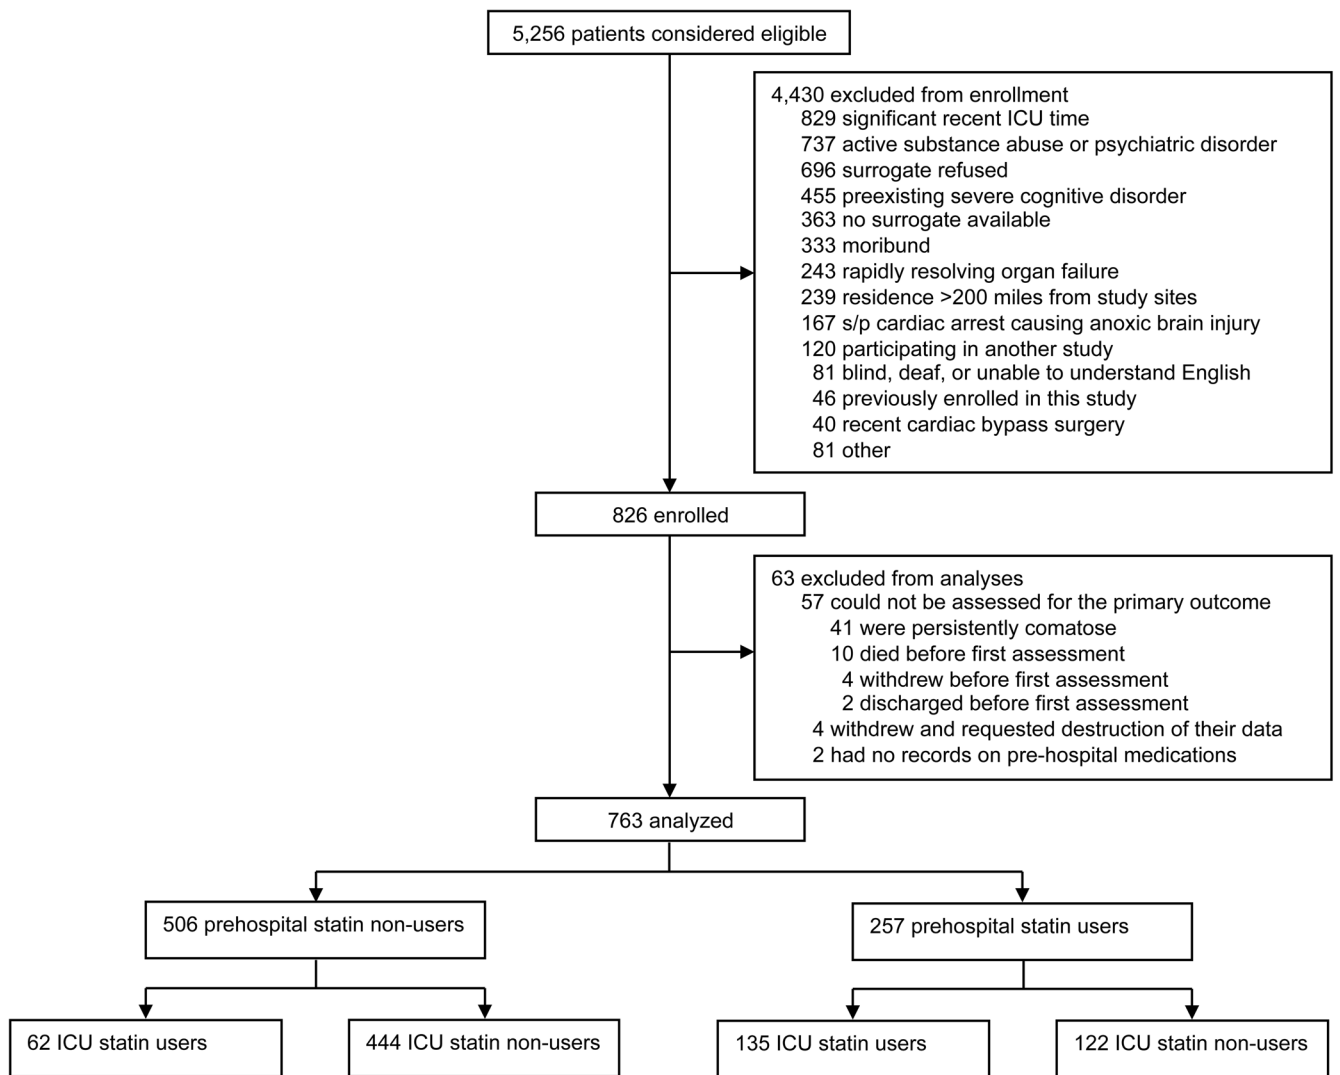 5,256 patients considered eligible
4,430 excluded from enrollment
829 significant recent ICU time
737 active substance abuse or psychiatric disorder
696 surrogate refused
455 preexisting severe cognitive disorder
363 no surrogate available
333 moribund
243 rapidly resolving organ failure
239 residence >200 miles from study sites
167 s/p cardiac arrest causing anoxic brain injury
120 participating in another study
81 blind, deaf, or unable to understand English
46 previously enrolled in this study
40 recent cardiac bypass surgery
81 other
826 enrolled
63 excluded from analyses
57 could not be assessed for the primary outcome
41 were persistently comatose
10 died before first assessment
4 withdrew before first assessment
2 discharged before first assessment
4 withdrew and requested destruction of their data
2 had no records on pre-hospital medications
763 analyzed
506 prehospital statin non-users
257 prehospital statin users
62 ICU statin users
444 ICU statin non-users
135 ICU statin users
122 ICU statin non-users